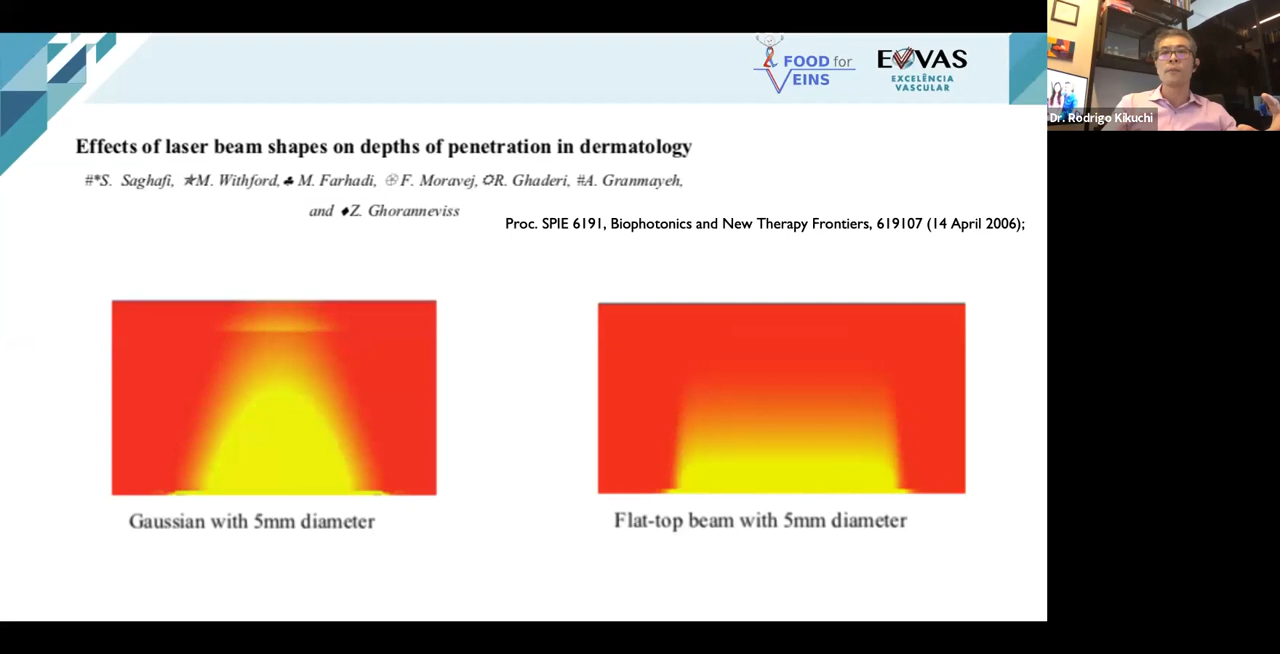 FOOD for
VEINS
EVVAS
EXCELÊNCIA
VASCULAR
Dr. Rodrigo Kikuchi
Effects of laser beam shapes on depths of penetration in dermatology
#*S. Saghafi, ★M. Withford, ♣ M. Farhadi, ⊛F. Moravej, ✪R. Ghaderi, #A. Granmayeh,
and ♦Z. Ghoranneviss
Proc. SPIE 6191, Biophotonics and New Therapy Frontiers, 619107 (14 April 2006);
Gaussian with 5mm diameter
Flat-top beam with 5mm diameter